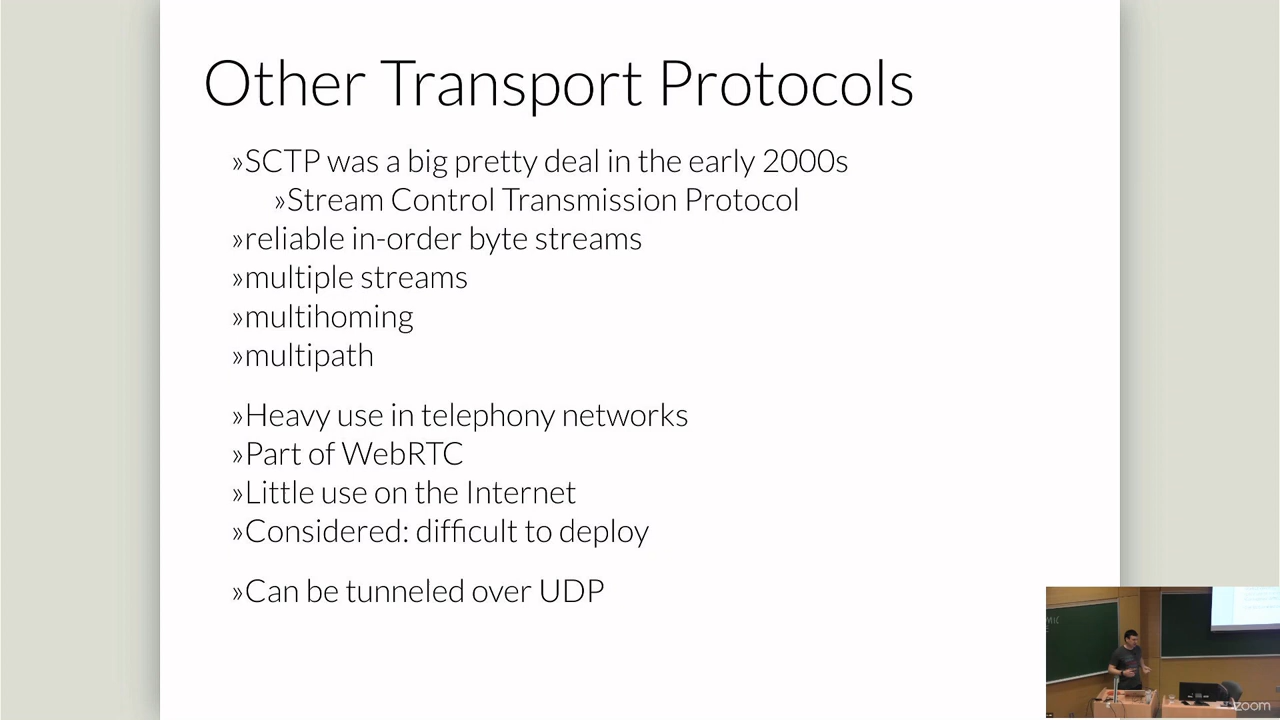 Other Transport Protocols
»SCTP was a big pretty deal in the early 2000s
»Stream Control Transmission Protocol
»reliable in-order byte streams
»multiple streams
»multihoming
»multipath
»Heavy use in telephony networks
»Part of WebRTC
»Little use on the Internet
»Considered: difficult to deploy
»Can be tunneled over UDP
zoom